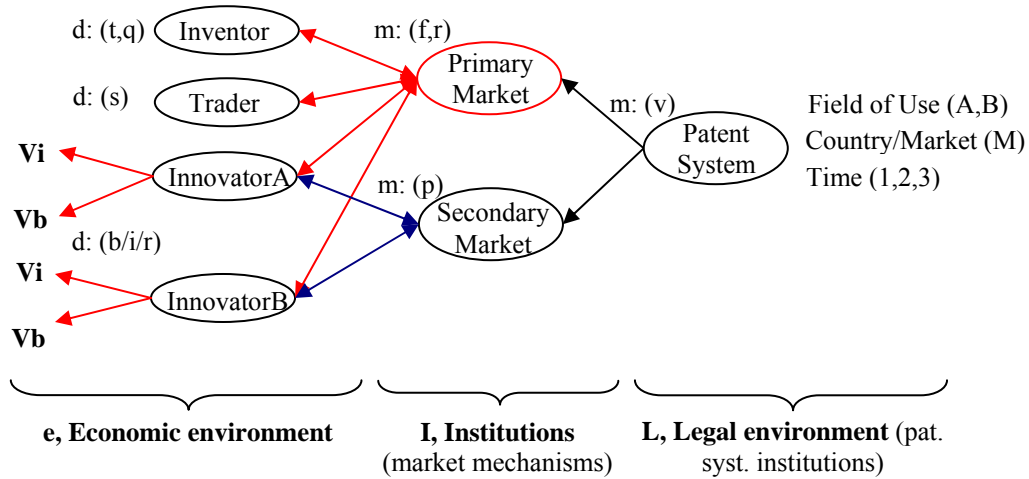 d: (t,q)
Inventor
m: (f,r)
Primary
Market
d: (s)
Trader
m: (v)
Patent
System
Field of Use (A,B)
Country/Market (M)
Time (1,2,3)
Vi
InnovatorA
Vb
m: (p)
Secondary
Market
d: (b/i/r)
Vi
InnovatorB
Vb
e, Economic environment
I, Institutions
(market mechanisms)
L, Legal environment (pat.
syst. institutions)